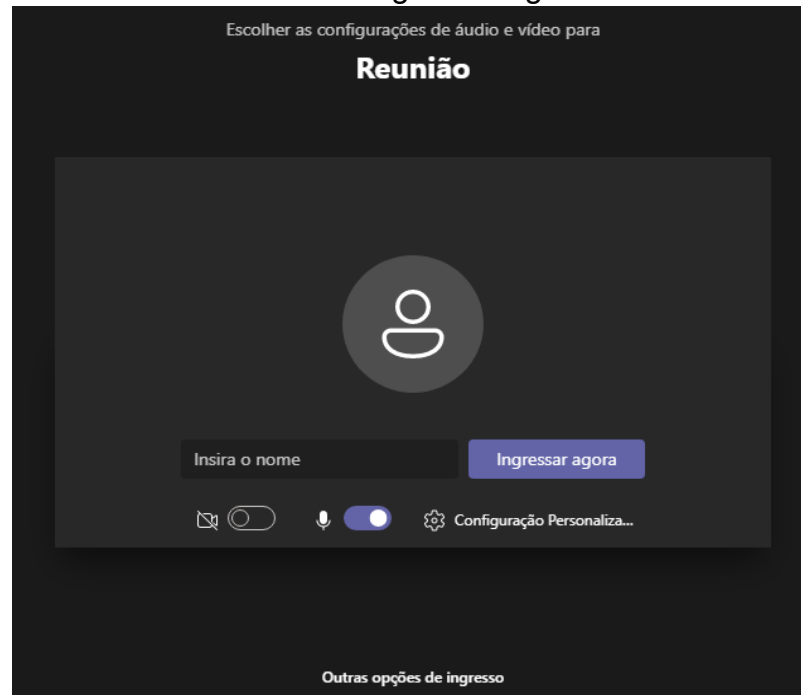 Escolher as configurações de áudio e vídeo para
Reunião
Insira o nome
Ingressar agora
Configuração Personaliza...
Outras opções de ingresso